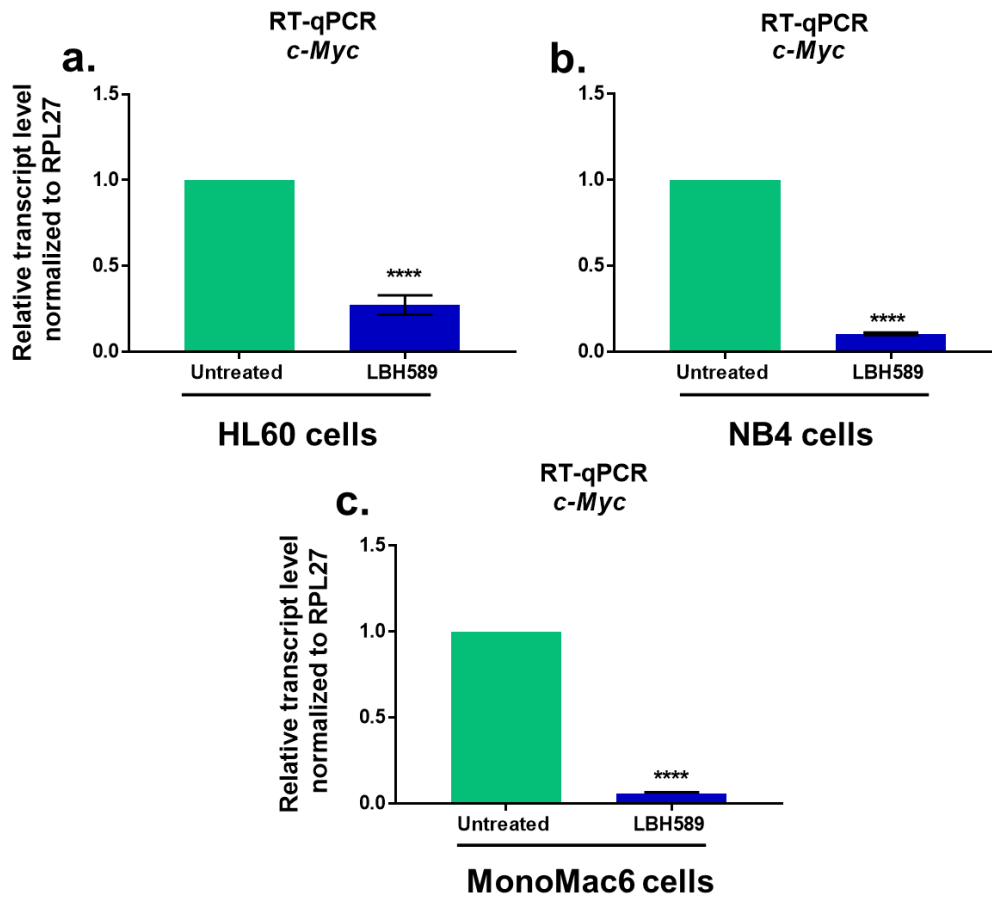 a.
RT-qPCR
c-Myc
Relative transcript level
normalized to RPL27
1.5
1.0
0.5
0.0
****
Untreated
LBH589
HL60 cells
b.
RT-qPCR
c-Myc
1.5
1.0
0.5
0.0
****
Untreated
LBH589
NB4 cells
c.
RT-qPCR
c-Myc
Relative transcript level
normalized to RPL27
1.5
1.0
0.5
0.0
****
Untreated
LBH589
MonoMac6 cells